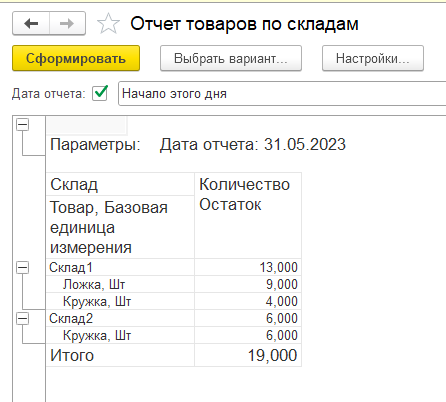 Отчет товаров по складам
Сформировать Выбрать вариант... Настройки...
Дата отчета: Начало этого дня
Параметры: Дата отчета: 31.05.2023
Склад Количество
Остаток
Товар, Базовая
единица
измерения
Склад1 13,000
Ложка, Шт 9,000
Кружка, Шт 4,000
Склад2 6,000
Кружка, Шт 6,000
Итого 19,000